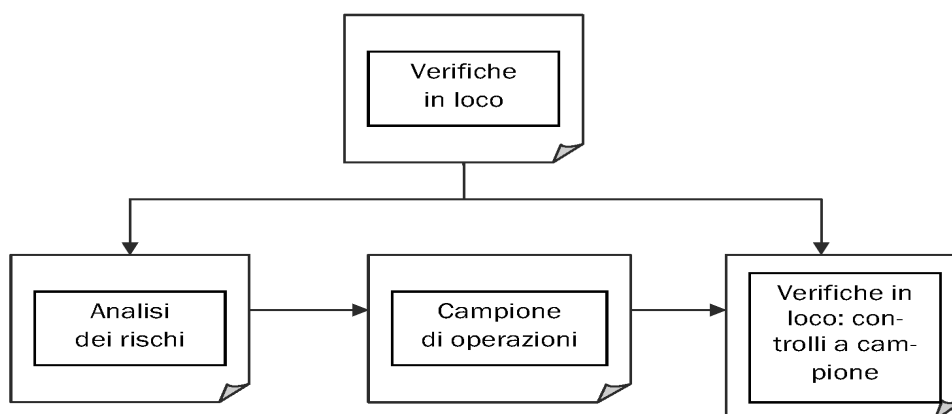 Verifiche
in loco
Analisi
dei rischi
Campione
di operazioni
Verifiche in
loco: con-
trolli a cam-
pione